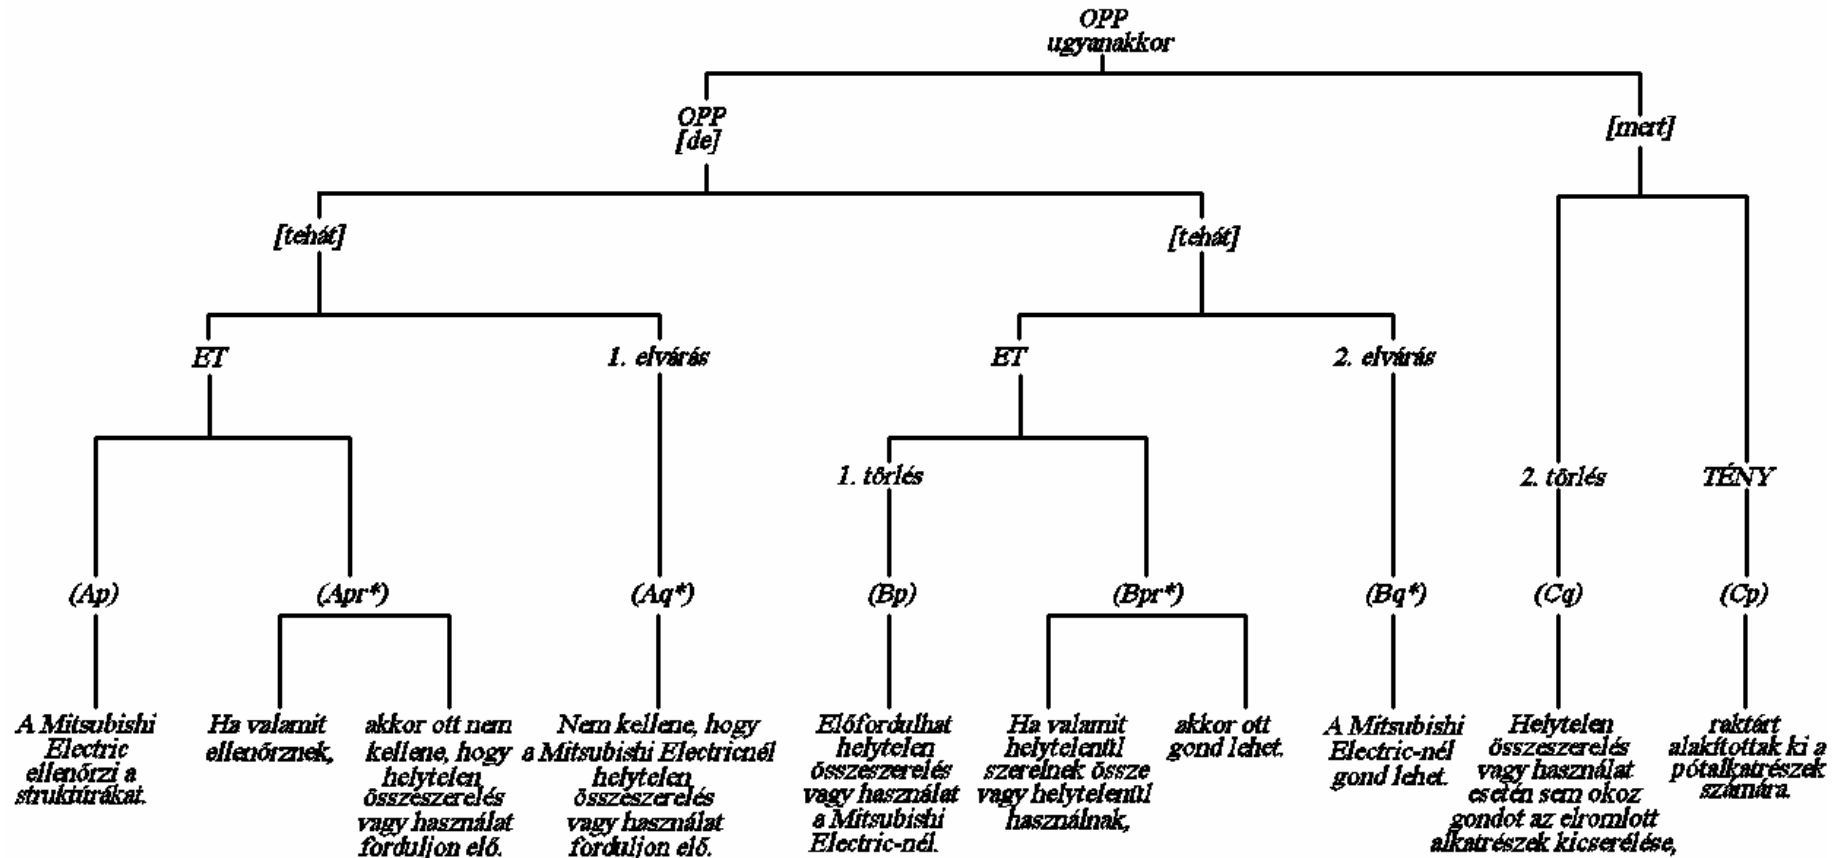 OPP
ugyanakkor
OPP
[de]
[mert]
[tehát]
[tehát]
ET
1. elvárás
ET
2. elvárás
1. törlés
2. törlés
TÉNY
(Ap)
(Apr*)
(Aq*)
(Bp)
(Bpr*)
(Bq*)
(Cq)
(Cp)
A Mitsubishi
Electric
ellenőrzi a
struktúrákat.
Ha valamit
ellenőrznek,
akkor ott nem
kellene, hogy
helytelen
összeszerelés
vagy használat
forduljon elő.
Nem kellene, hogy
a Mitsubishi Electricnél
helytelen
összeszerelés
vagy használat
forduljon elő.
Előfordulhat
helytelen
összeszerelés
vagy használat
a Mitsubishi
Electric-nél.
Ha valamit
helytelenül
szerelnek össze
vagy helytelenül
használnak,
akkor ott
gond lehet.
A Mitsubishi
Electric-nél
gond lehet.
Helytelen
összeszerelés
vagy használat
esetén sem okoz
gondot az elromlott
alkatrészek kicserélése,
raktárt
alakítottak ki a
pótalkatrészek
számára.